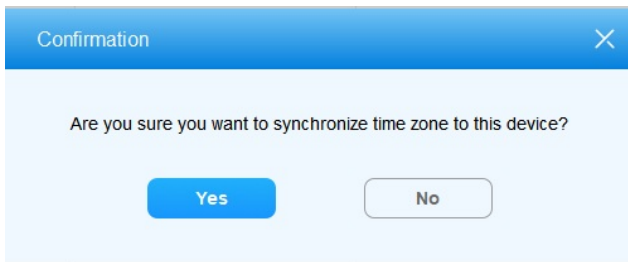 Confirmation
Are you sure you want to synchronize time zone to this device?
Yes
No